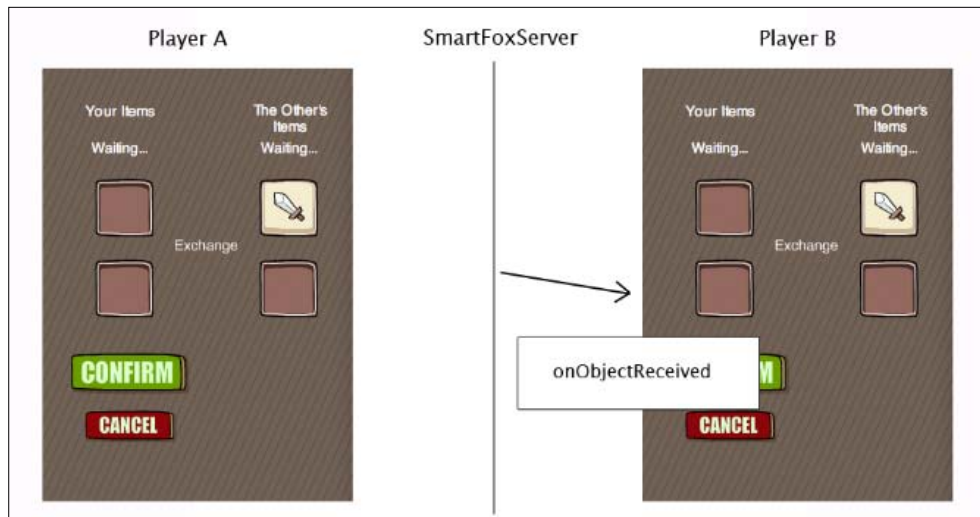 Player A
SmartFoxServer
Player B
Your Items
The Other's
Items
Waiting...
Waiting...
Exchange
CONFIRM
CANCEL
Your Items
The Other's
Items
Waiting...
Waiting...
Exchange
onObjectReceived
M
CANCEL